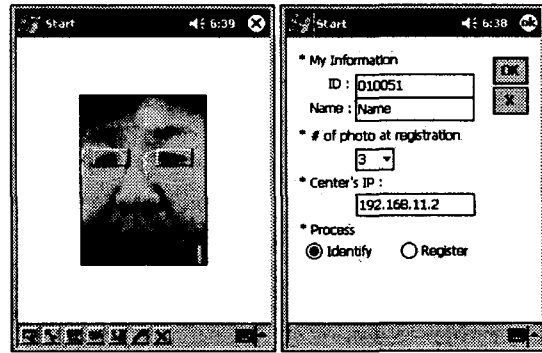 Start 6:39
Start 6:38 ok
* My Information
ID : 010051
OK
Name : Name
X
* # of photo at registration
3
* Center's IP :
192.168.11.2
* Process
Identify Register